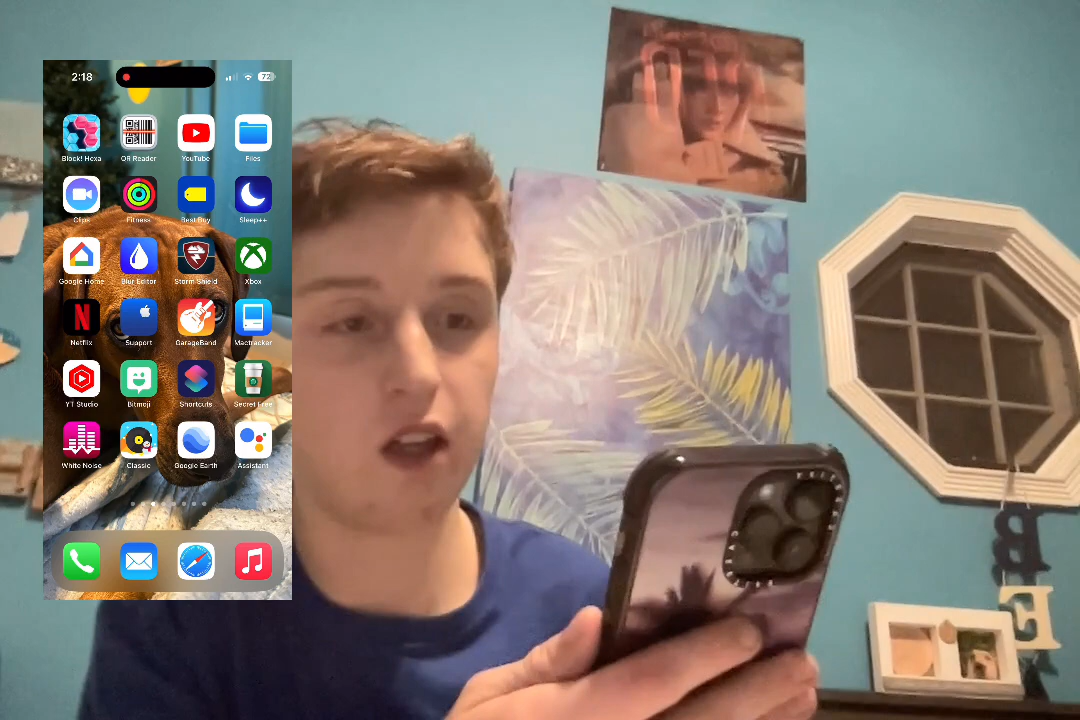 2:18
72
Block! Hexa QR Reader YouTube Files
Clips Fitness Best Buy Sleep++
Google Home Blur Editor Storm Shield Xbox
N
Netflix Support GarageBand Mactracker
YT Studio Bitmoji Shortcuts Secret Free
White Noise Classic Google Earth Assistant
B
E